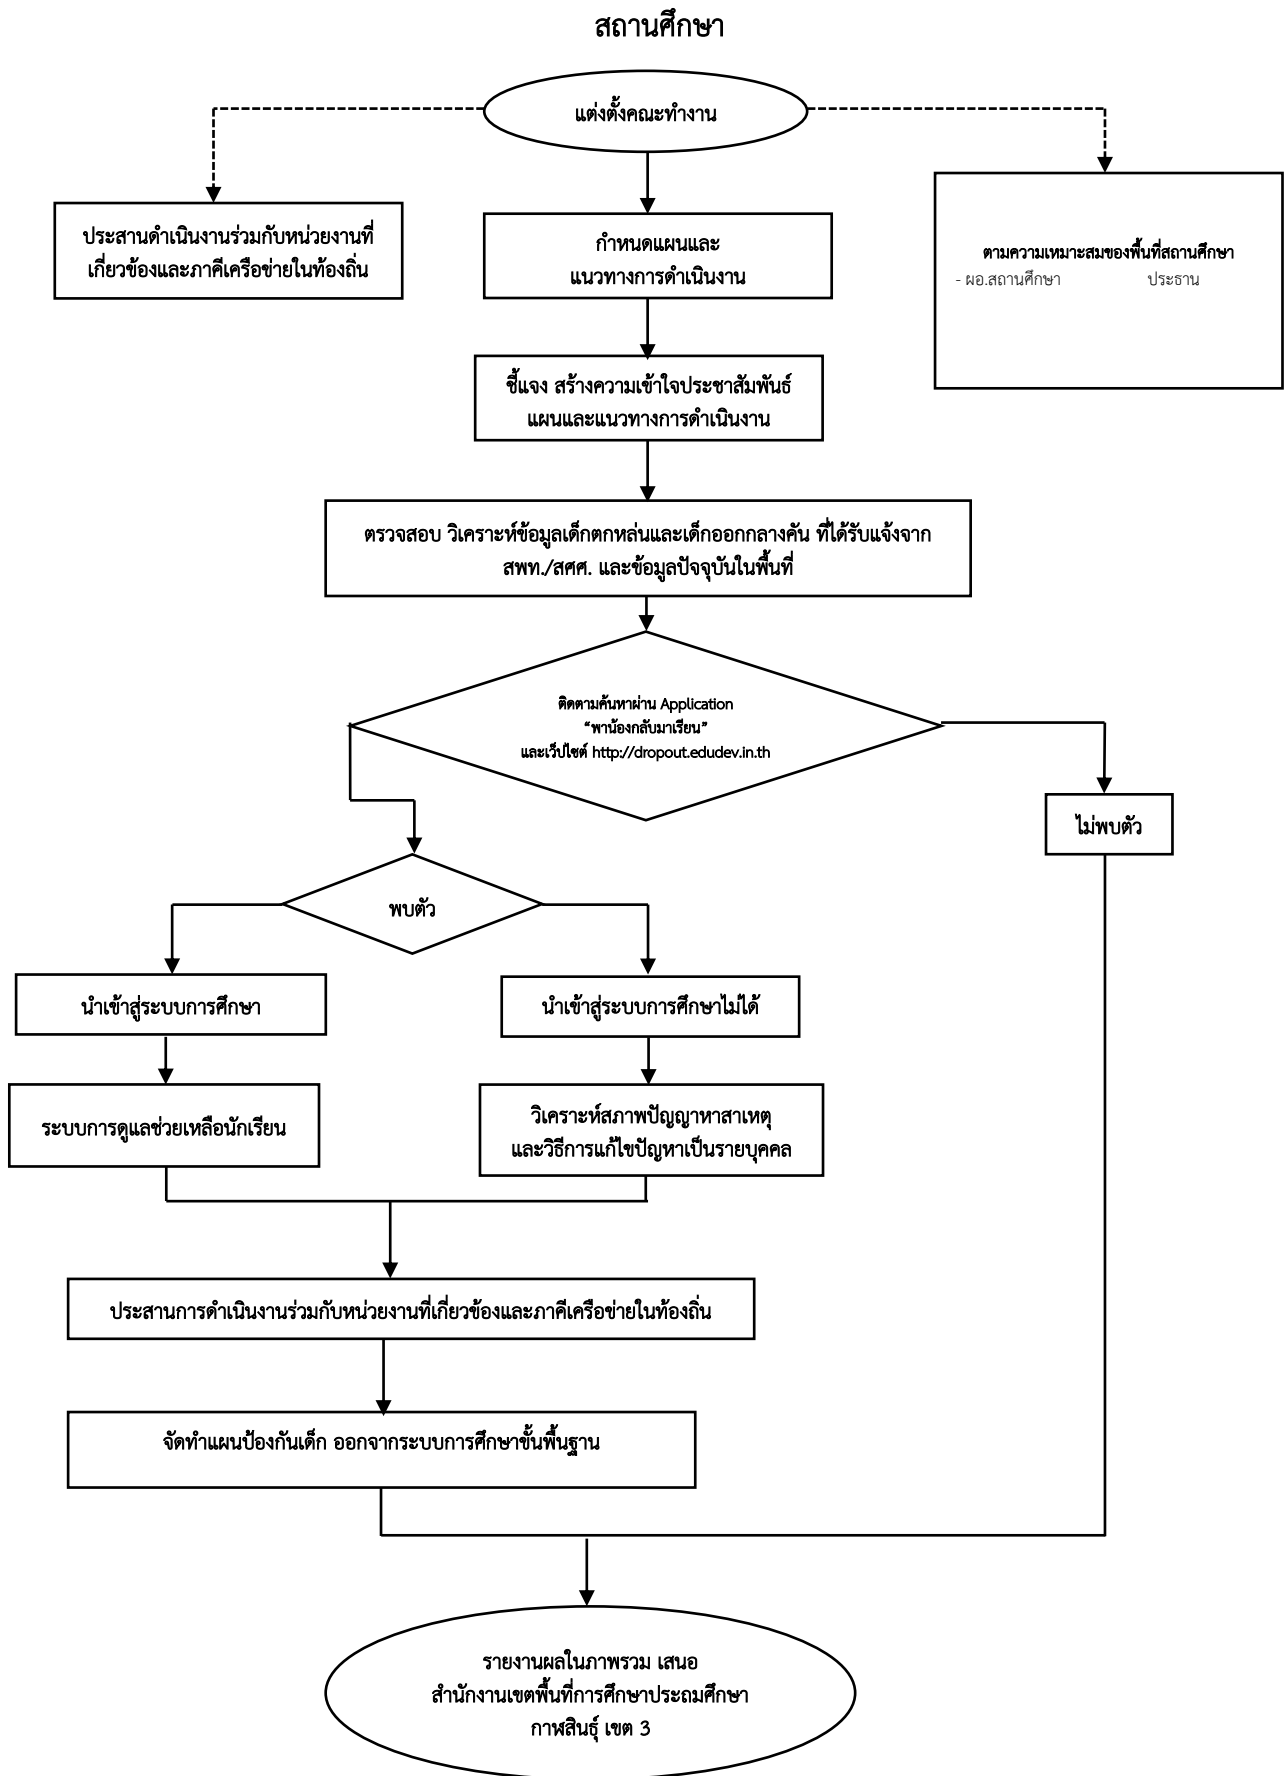 สถานศึกษา
แต่งตั้งคณะทำงาน
ประสานดำเนินงานร่วมกับหน่วยงานที่
เกี่ยวข้องและภาคีเครือข่ายในท้องถิ่น
กำหนดแผนและ
แนวทางการดำเนินงาน
ตามความเหมาะสมของพื้นที่สถานศึกษา
- ผอ.สถานศึกษา ประธาน
ชี้แจง สร้างความเข้าใจประชาสัมพันธ์
แผนและแนวทางการดำเนินงาน
ตรวจสอบ วิเคราะห์ข้อมูลเด็กตกหล่นและเด็กออกกลางคัน ที่ได้รับแจ้งจาก
สพท./สศศ. และข้อมูลปัจจุบันในพื้นที่
ติดตามค้นหาผ่าน Application
“พาน้องกลับมาเรียน”
และเว็ปไซต์ http://dropout.edudev.in.th
ไม่พบตัว
พบตัว
นำเข้าสู่ระบบการศึกษา
นำเข้าสู่ระบบการศึกษาไม่ได้
ระบบการดูแลช่วยเหลือนักเรียน
วิเคราะห์สภาพปัญญาหาสาเหตุ
และวิธีการแก้ไขปัญหาเป็นรายบุคคล
ประสานการดำเนินงานร่วมกับหน่วยงานที่เกี่ยวข้องและภาคีเครือข่ายในท้องถิ่น
จัดทำแผนป้องกันเด็ก ออกจากระบบการศึกษาขั้นพื้นฐาน
รายงานผลในภาพรวม เสนอ
สำนักงานเขตพื้นที่การศึกษาประถมศึกษา
กาฬสินธุ์ เขต 3